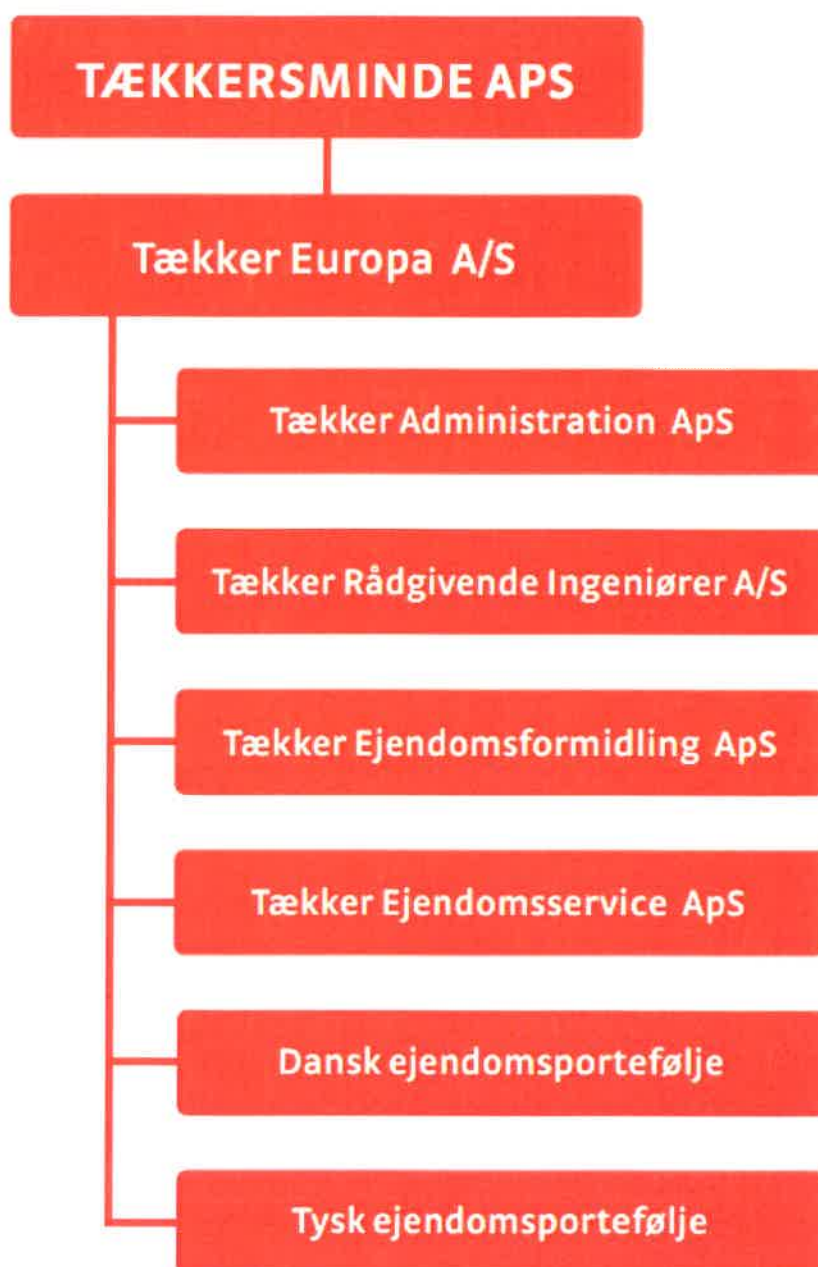 TÆKKERSMINDE APS
Tækker Europa A/S
Tækker Administration ApS
Tækker Rådgivende Ingeniører A/S
Tækker Ejendomsformidling ApS
Tækker Ejendomsservice ApS
Dansk ejendomsportefølje
Tysk ejendomsportefølje